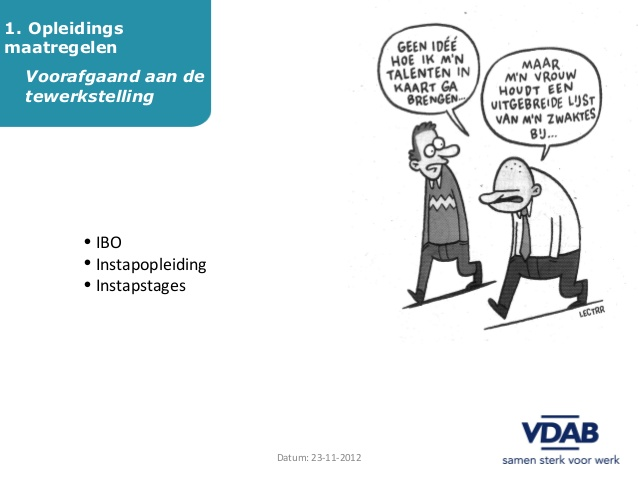 1. Opleidings
maatregelen
Voorafgaand aan de
tewerkstelling
GEEN IDÉÉ
HOE IK M'N
TALENTEN IN
KAART GA
BRENGEN...
MAAR
M'N VROUW
HOUDT EEN
UITGEBREIDE LIJST
VAN M'N ZWAKTES
BIJ...
• IBO
• Instapopleiding
• Instapstages
LECTRR
VDAB
samen sterk voor werk
Datum: 23-11-2012